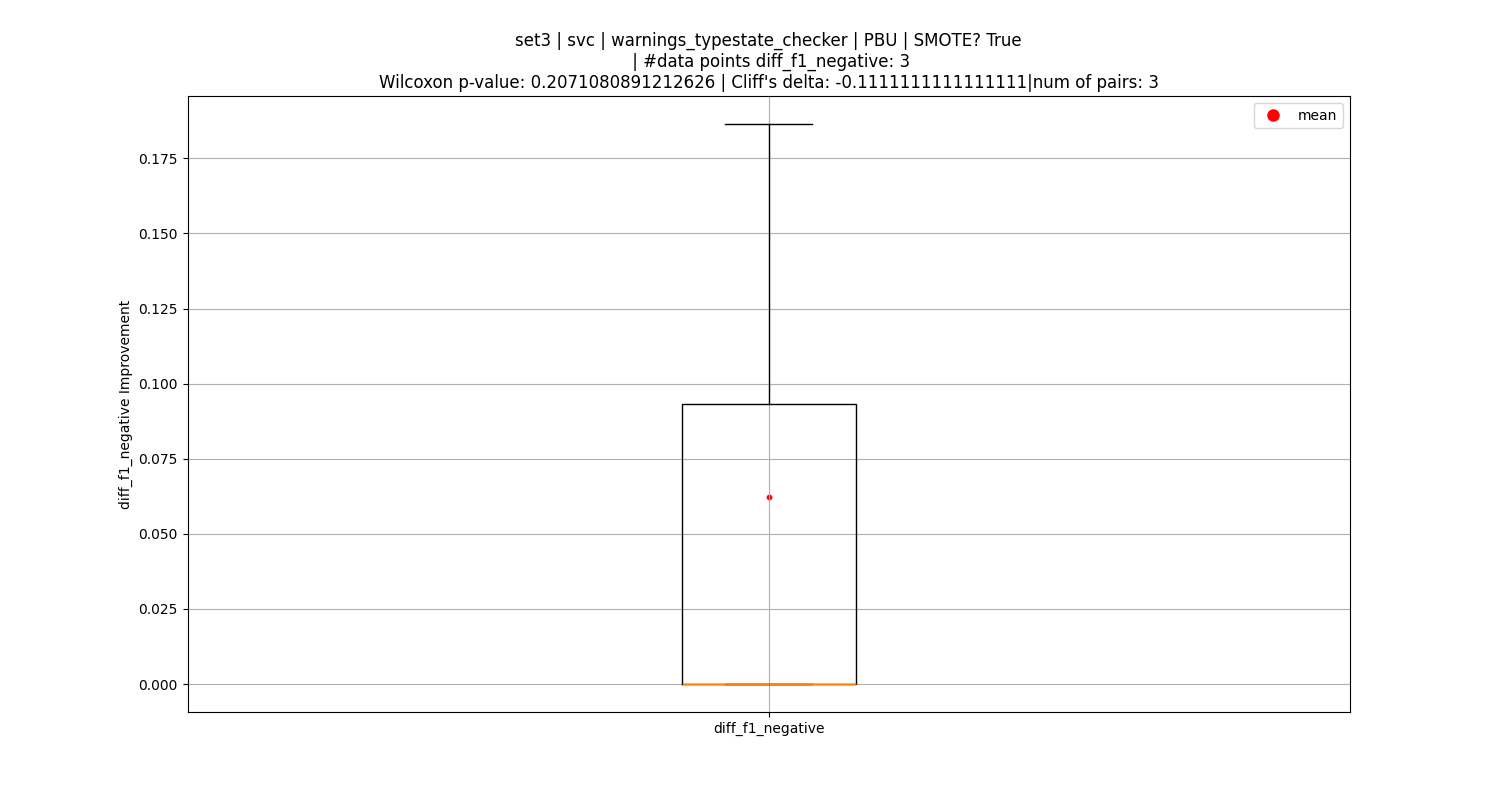 set3 | svc | warnings_typestate_checker | PBU | SMOTE? True
| #data points diff_f1_negative: 3
Wilcoxon p-value: 0.2071080891212626 | Cliff's delta: -0.1111111111111111|num of pairs: 3
mean
0.175
0.150
0.125
0.100
0.075
0.050
0.025
0.000
diff_f1_negative Improvement
diff_f1_negative